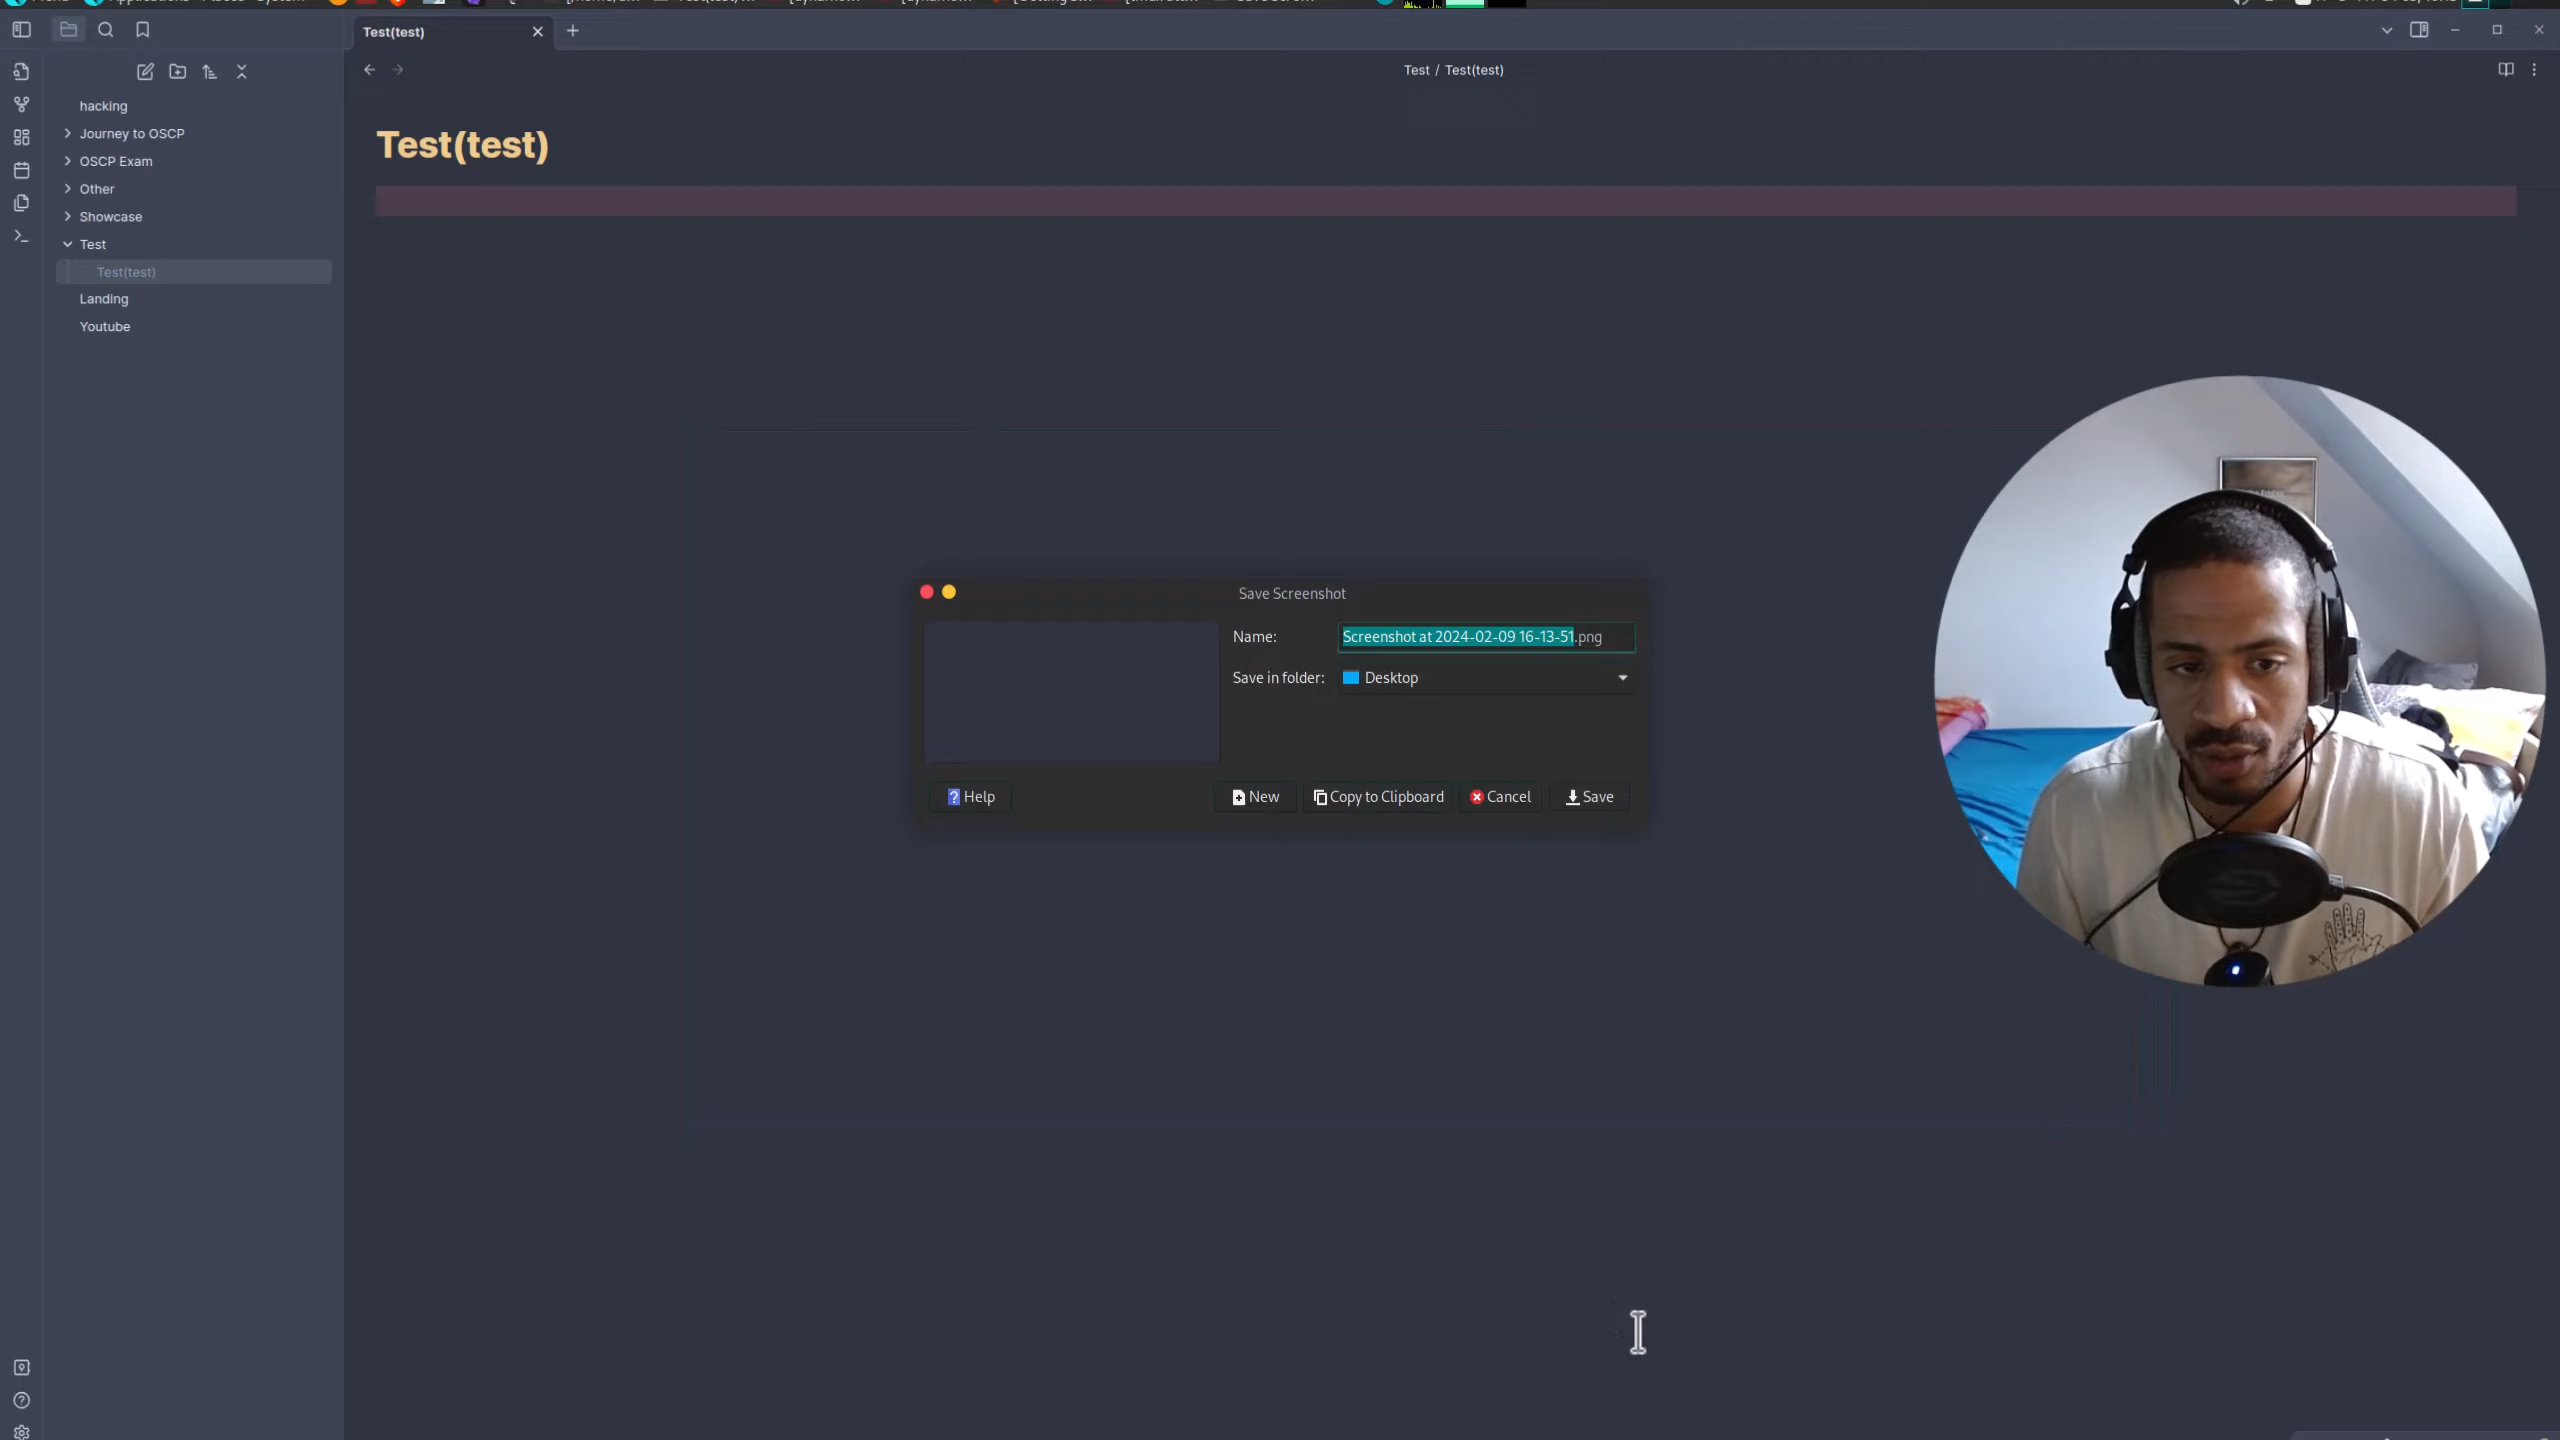 Test(test)
Test / Test(test)
hacking
Journey to OSCP
OSCP Exam
Other
Showcase
Test
Test(test)
Landing
Youtube
Test(test)
Save Screenshot
Name:
Screenshot at 2024-02-09 16-13-51.png
Save in folder:
Desktop
Help
New
Copy to Clipboard
Cancel
Save